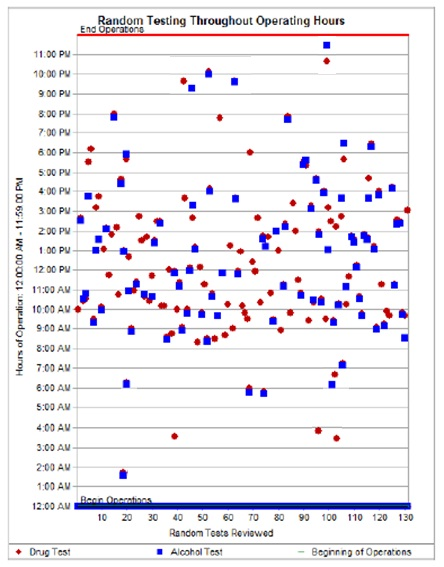 Random Testing Throughout Operating Hours
End Operations
11:00 PM
10:00 PM
9:00 PM
8:00 PM
7:00 PM
6:00 PM
5:00 PM
4:00 PM
3:00 PM
2:00 PM
1:00 PM
12:00 PM
11:00 AM
10:00 AM
9:00 AM
8:00 AM
7:00 AM
6:00 AM
5:00 AM
4:00 AM
3:00 AM
2:00 AM
1:00 AM
12:00 AM
Begin Operations
Hours of Operation: 12:00:00 AM - 11:59:00 PM
10 20 30 40 50 60 70 80 90 100 110 120 131
Random Tests Reviewed
Drug Test Alcohol Test Beginning of Operations